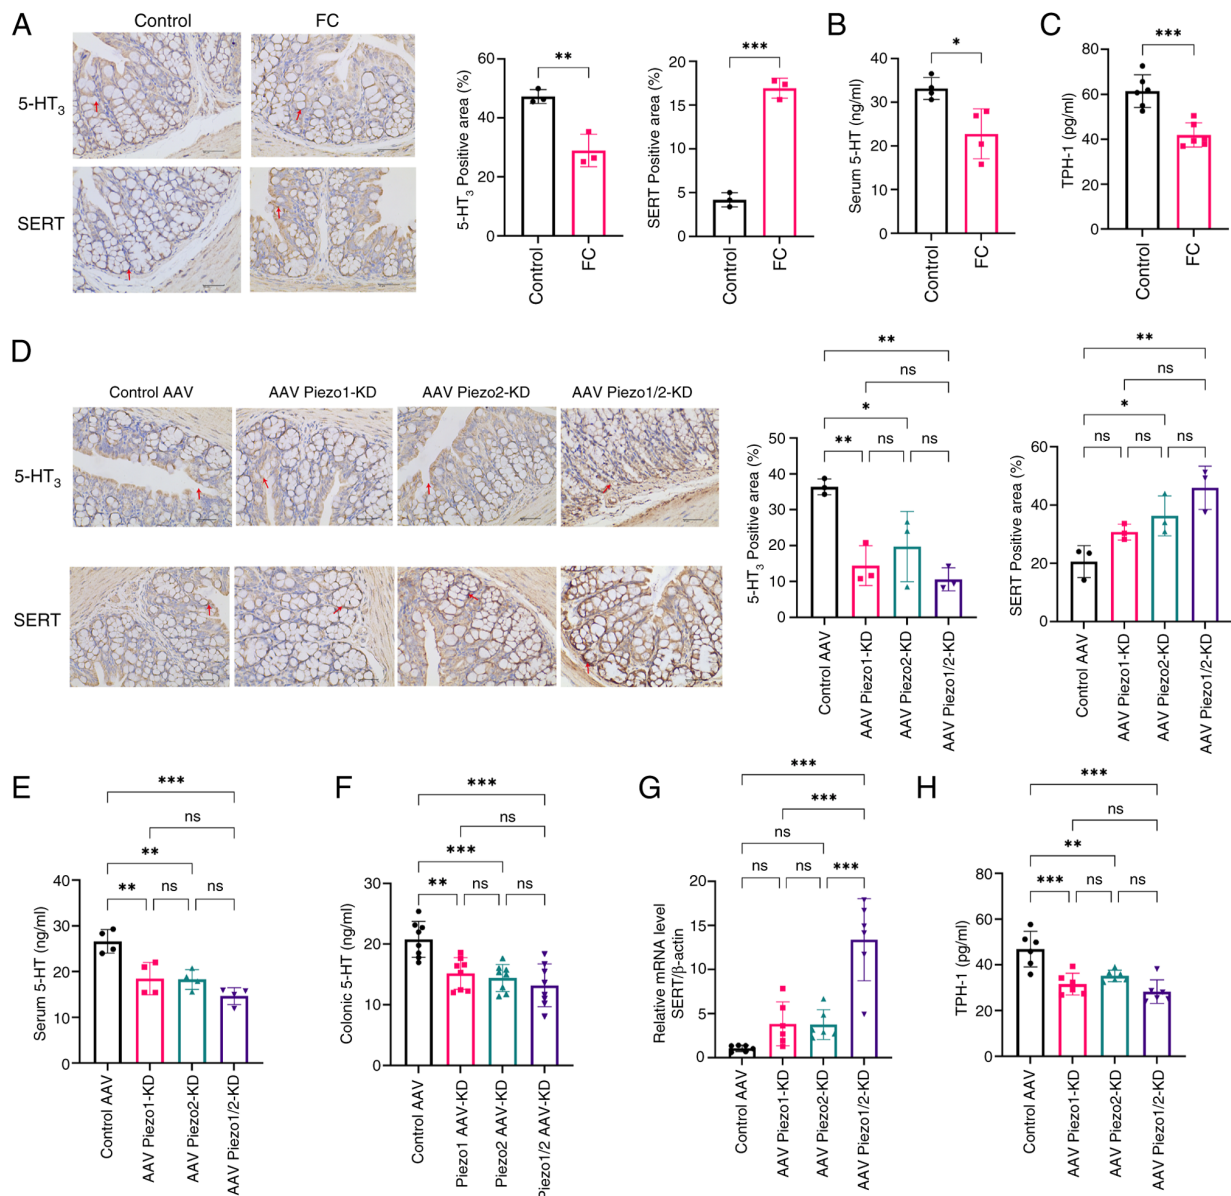 A
Control
FC
5-HT3
SERT
5-HT3 Positive area (%)
60
40
20
0
**
Control
FC
SERT Positive area (%)
20
15
10
5
0
***
Control
FC
B
Serum 5-HT (ng/ml)
40
30
20
10
0
*
Control
FC
C
TPH-1 (pg/ml)
80
60
40
20
0
***
Control
FC
D
Control AAV
AAV Piezo1-KD
AAV Piezo2-KD
AAV Piezo1/2-KD
5-HT3
SERT
5-HT3 Positive area (%)
50
40
30
20
10
0
**
ns
*
**
ns
ns
Control AAV
AAV Piezo1-KD
AAV Piezo2-KD
AAV Piezo1/2-KD
SERT Positive area (%)
60
40
20
0
**
ns
*
ns
ns
ns
Control AAV
AAV Piezo1-KD
AAV Piezo2-KD
AAV Piezo1/2-KD
E
Serum 5-HT (ng/ml)
40
30
20
10
0
***
ns
**
**
ns
ns
Control AAV
AAV Piezo1-KD
AAV Piezo2-KD
AAV Piezo1/2-KD
F
Colonic 5-HT (ng/ml)
30
20
10
0
***
ns
***
**
ns
ns
Control AAV
Piezo1 AAV-KD
Piezo2 AAV-KD
Piezo1/2 AAV-KD
G
Relative mRNA level
SERT/β-actin
20
15
10
5
0
***
***
ns
ns
ns
***
Control AAV
AAV Piezo1-KD
AAV Piezo2-KD
AAV Piezo1/2-KD
H
TPH-1 (pg/ml)
80
60
40
20
0
***
ns
**
***
ns
ns
Control AAV
AAV Piezo1-KD
AAV Piezo2-KD
AAV Piezo1/2-KD